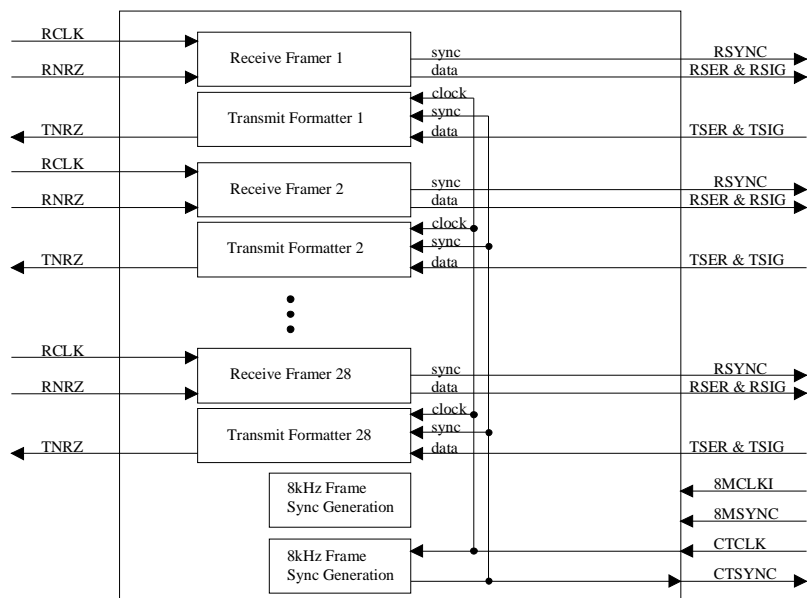 RCLK
Receive Framer 1
sync
RSYNC
RNRZ
data
RSER & RSIG
clock
Transmit Formatter 1
sync
TNRZ
data
TSER & TSIG
RCLK
Receive Framer 2
sync
RSYNC
RNRZ
data
RSER & RSIG
clock
Transmit Formatter 2
sync
TNRZ
data
TSER & TSIG
RCLK
Receive Framer 28
sync
RSYNC
RNRZ
data
RSER & RSIG
clock
Transmit Formatter 28
sync
TNRZ
data
TSER & TSIG
8kHz Frame
Sync Generation
8MCLKI
8MSYNC
8kHz Frame
Sync Generation
CTCLK
CTSYNC